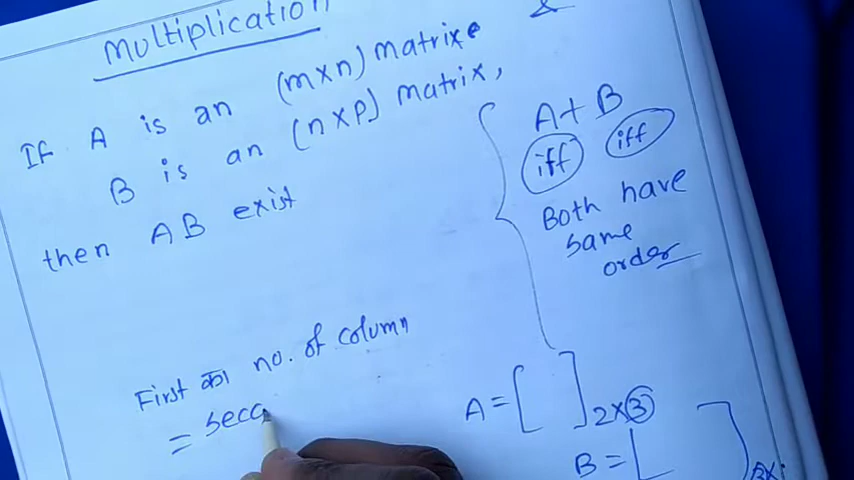 Multiplication
If A is an (m×n) matrixe
B is an (n×p) matrix,
then AB exist
A+B
iff iff
Both have
same
order
First का no. of column
= seco
A = [ ]2×3
B = [